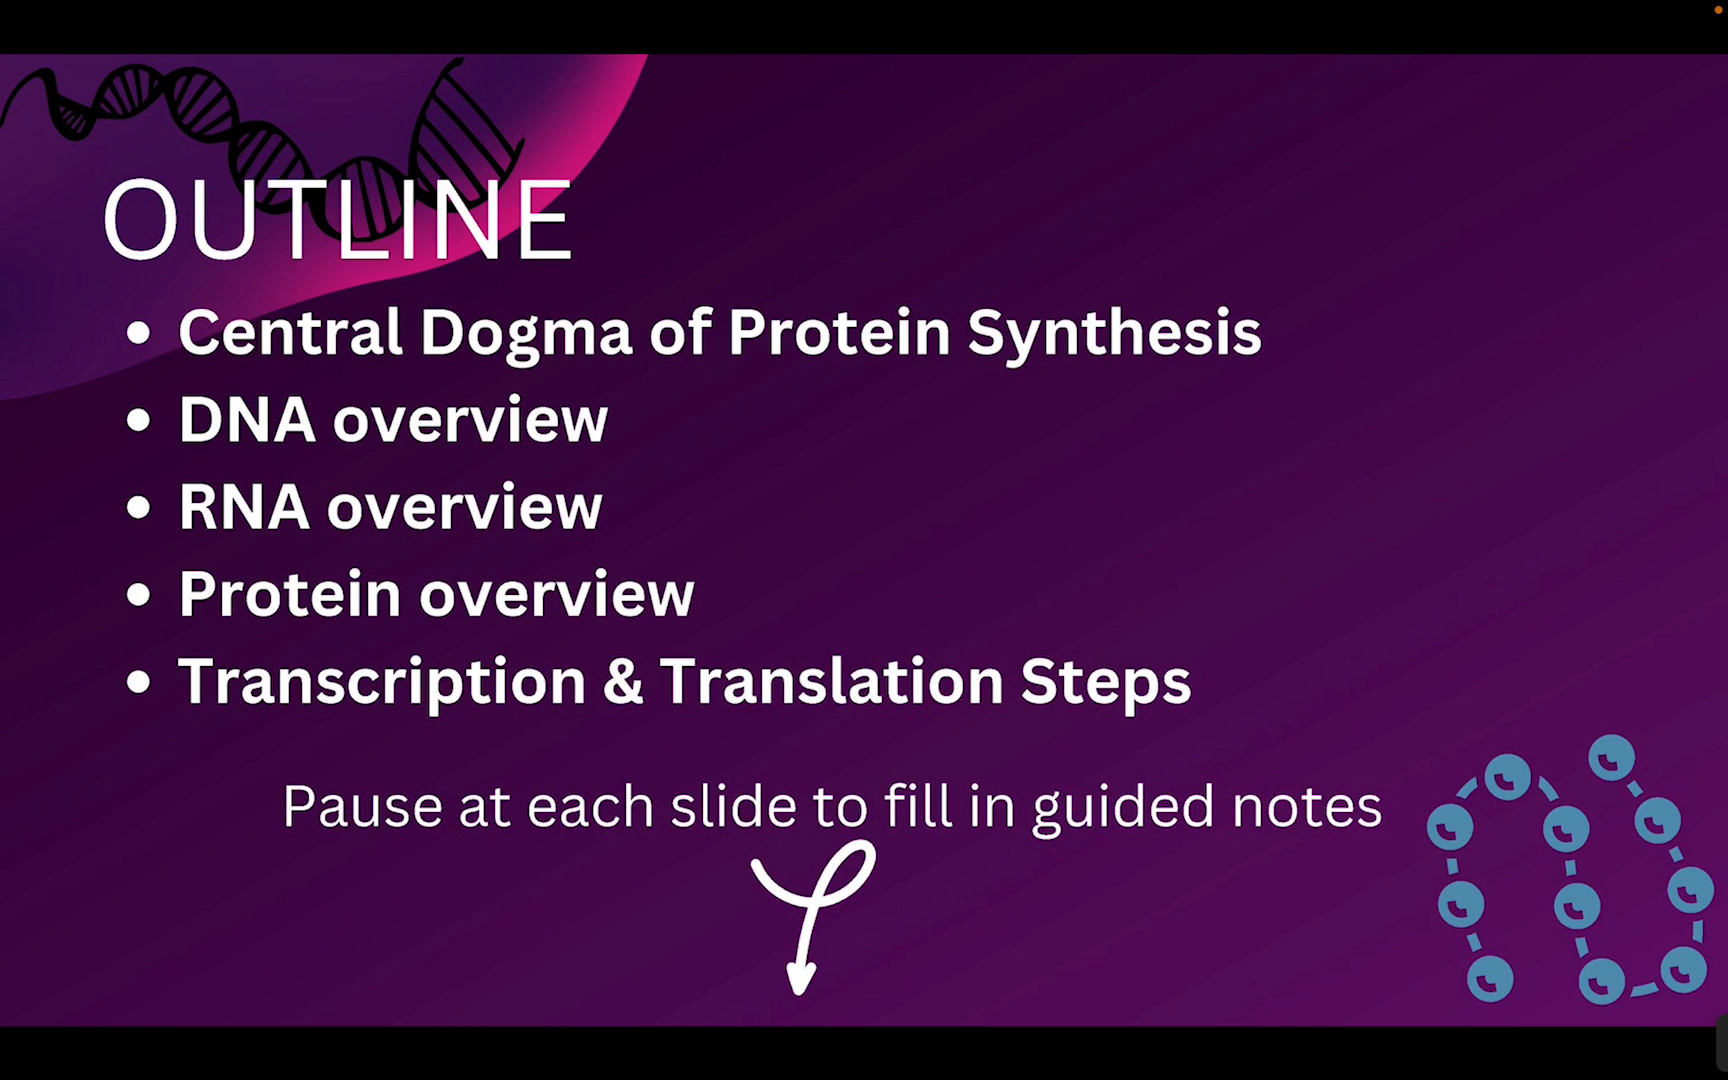 OUTLINE
• Central Dogma of Protein Synthesis
• DNA overview
• RNA overview
• Protein overview
• Transcription & Translation Steps
Pause at each slide to fill in guided notes